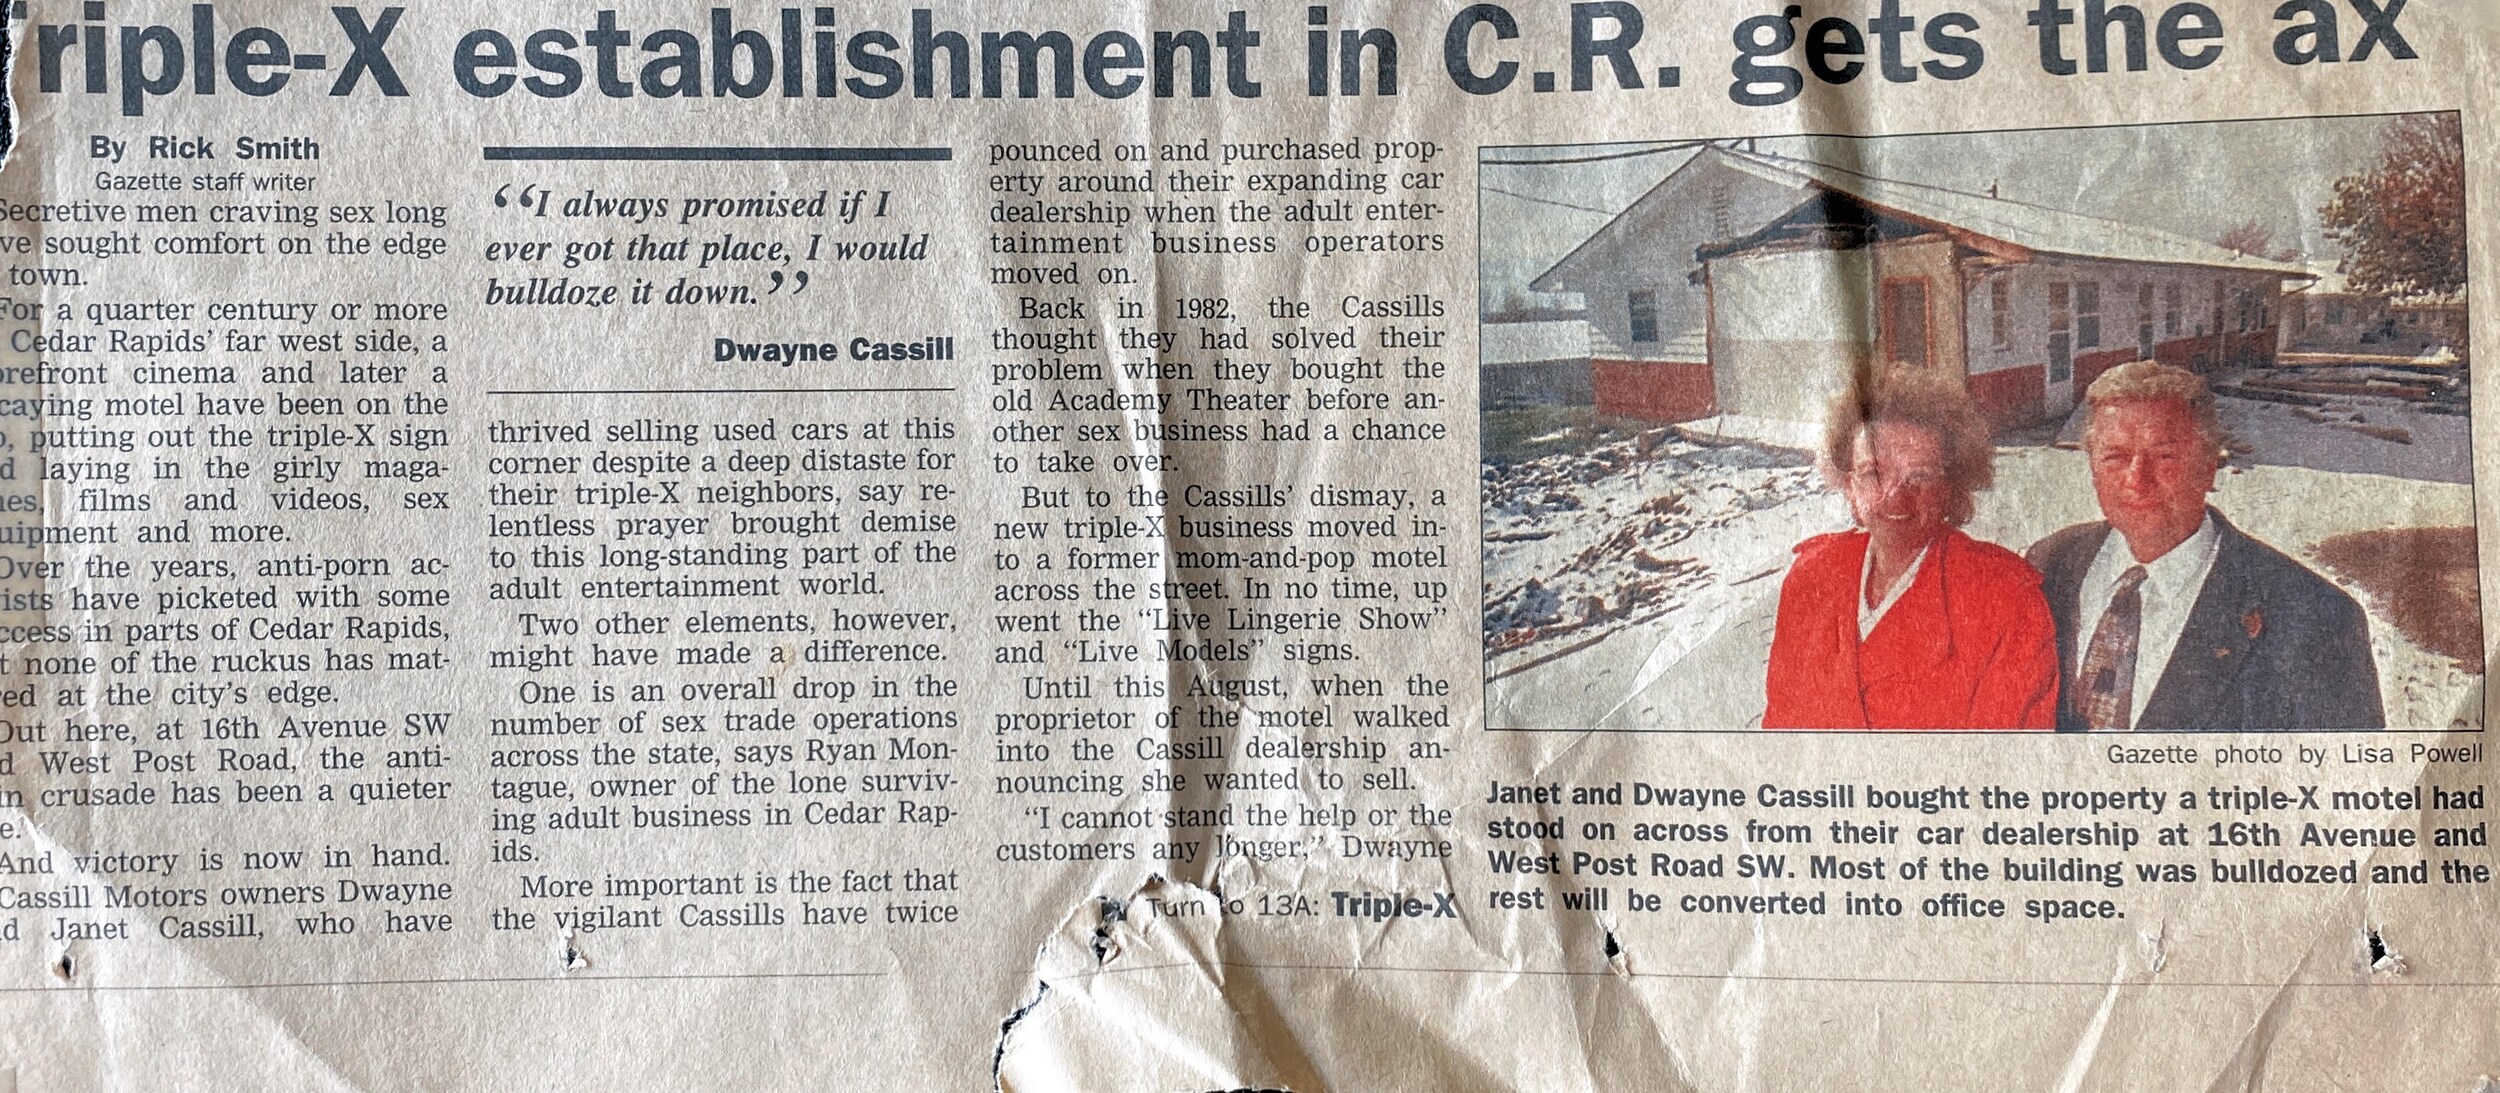 riple-X establishment in C.R. gets the ax
By Rick Smith
Gazette staff writer
Secretive men craving sex long
ve sought comfort on the edge
town.
For a quarter century or more
Cedar Rapids' far west side, a
orefront cinema and later a
caying motel have been on the
o, putting out the triple-X sign
d laying in the girly maga-
nes, films and videos, sex
uipment and more.
Over the years, anti-porn ac-
ists have picketed with some
ccess in parts of Cedar Rapids,
t none of the ruckus has mat-
red at the city's edge.
Out here, at 16th Avenue SW
d West Post Road, the anti-
in crusade has been a quieter
e.
And victory is now in hand.
Cassill Motors owners Dwayne
d Janet Cassill, who have
“I always promised if I
ever got that place, I would
bulldoze it down.”
Dwayne Cassill
thrived selling used cars at this
corner despite a deep distaste for
their triple-X neighbors, say re-
lentless prayer brought demise
to this long-standing part of the
adult entertainment world.
Two other elements, however,
might have made a difference.
One is an overall drop in the
number of sex trade operations
across the state, says Ryan Mon-
tague, owner of the lone surviv-
ing adult business in Cedar Rap-
ids.
More important is the fact that
the vigilant Cassills have twice
pounced on and purchased prop-
erty around their expanding car
dealership when the adult enter-
tainment business operators
moved on.
Back in 1982, the Cassills
thought they had solved their
problem when they bought the
old Academy Theater before an-
other sex business had a chance
to take over.
But to the Cassills' dismay, a
new triple-X business moved in-
to a former mom-and-pop motel
across the street. In no time, up
went the “Live Lingerie Show”
and “Live Models” signs.
Until this August, when the
proprietor of the motel walked
into the Cassill dealership an-
nouncing she wanted to sell.
“I cannot stand the help or the
customers any longer,” Dwayne
Turn to 13A: Triple-X
Gazette photo by Lisa Powell
Janet and Dwayne Cassill bought the property a triple-X motel had
stood on across from their car dealership at 16th Avenue and
West Post Road SW. Most of the building was bulldozed and the
rest will be converted into office space.